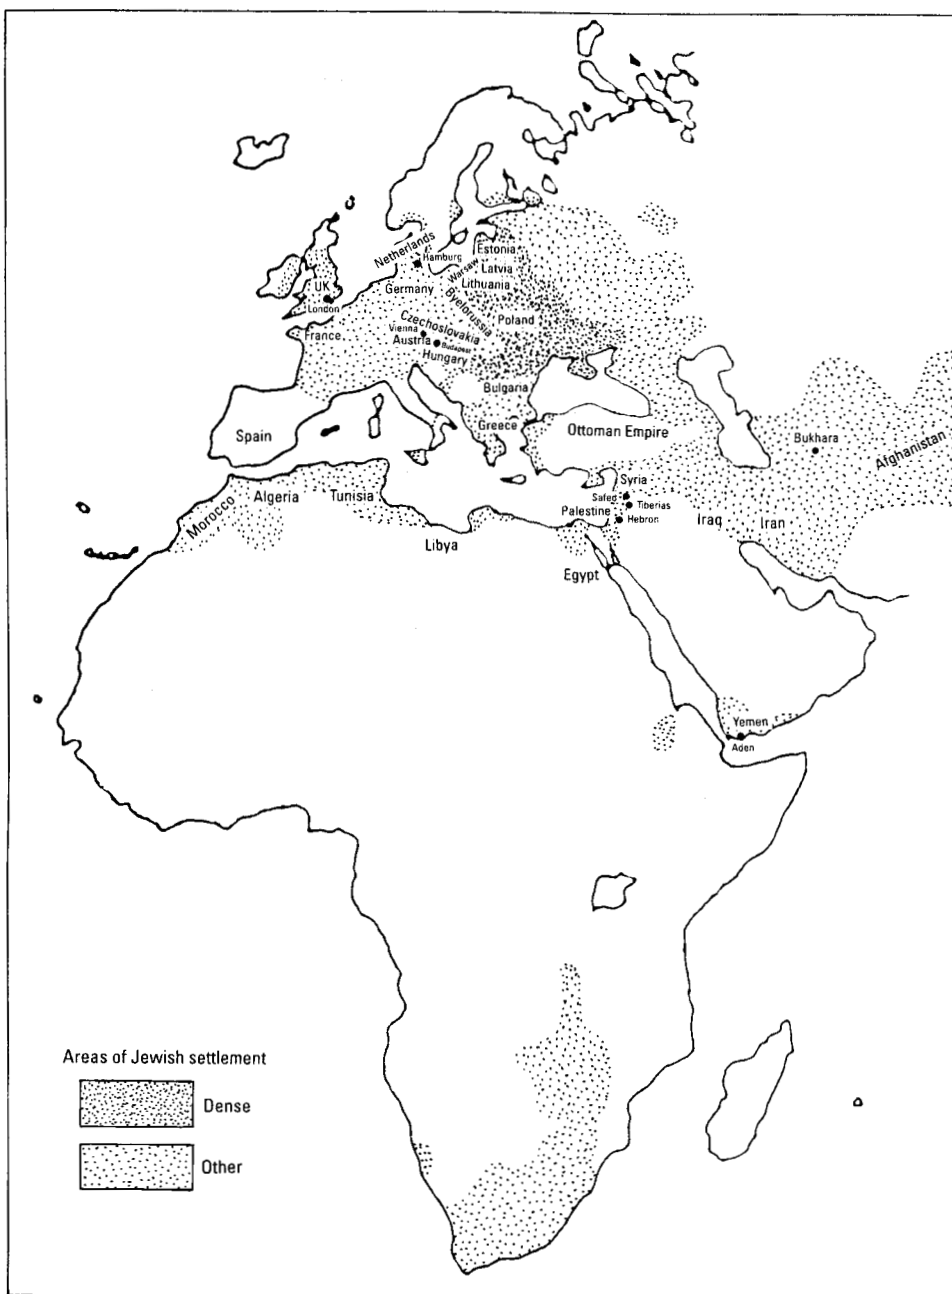 Estonia
Netherlands
Hamburg
Warsaw
Latvia
Lithuania
UK
London
Germany
Byelorussia
Poland
France
Czechoslovakia
Vienna
Austria
Budapest
Hungary
Bulgaria
Spain
Greece
Ottoman Empire
Bukhara
Afghanistan
Morocco
Algeria
Tunisia
Syria
Safed
Tiberias
Palestine
Hebron
Iraq
Iran
Libya
Egypt
Yemen
Aden
Areas of Jewish settlement
Dense
Other